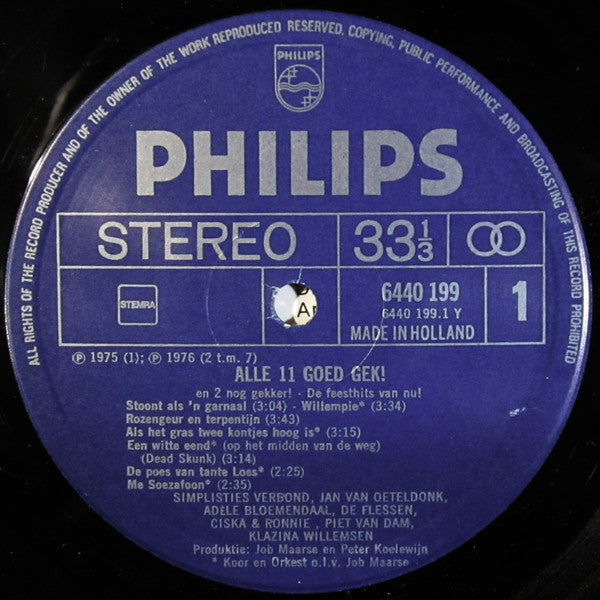 ALL RIGHTS OF THE RECORD PRODUCER AND OF THE OWNER OF THE WORK REPRODUCED RESERVED. COPYING, PUBLIC PERFORMANCE AND BROADCASTING OF THIS RECORD PROHIBITED
PHILIPS
PHILIPS
STEREO 33⅓
STEMRA 6440 199 1
6440 199.1 Y
MADE IN HOLLAND
℗ 1975 (1); ℗ 1976 (2 t.m. 7)
ALLE 11 GOED GEK!
en 2 nog gekker! - De feesthits van nu!
Stoont als 'n garnaal (3:04) - Willempie* (3:34)
Rozengeur en terpentijn (3:43)
Als het gras twee kontjes hoog is* (3:15)
Een witte eend* (op het midden van de weg)
(Dead Skunk) (3:14)
De poes van tante Loes* (2:25)
Me Soezafoon* (2:35)
SIMPLISTIES VERBOND, JAN VAN OETELDONK,
ADÈLE BLOEMENDAAL, DE FLESSEN,
CISKA & RONNIE , PIET VAN DAM,
KLAZINA WILLEMSEN
Produktie: Job Maarse en Peter Koelewijn
* Koor en Orkest o.l.v. Job Maarse